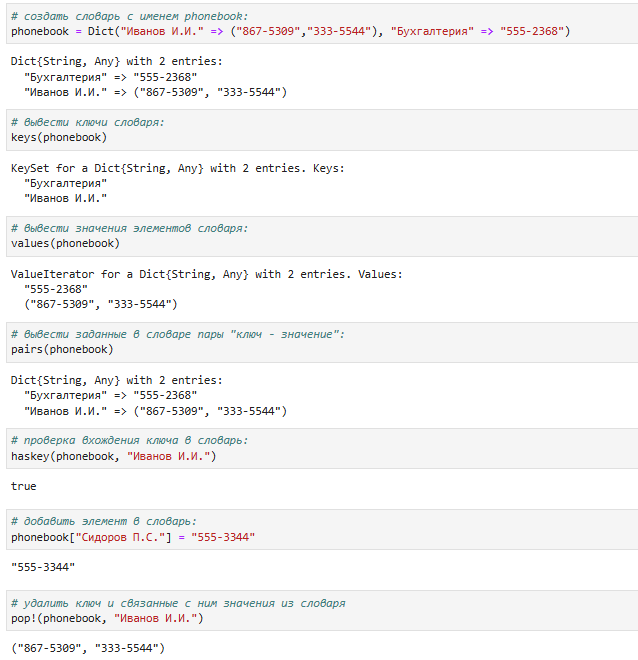 # создать словарь с именем phonebook:
phonebook = Dict("Иванов И.И." => ("867-5309","333-5544"), "Бухгалтерия" => "555-2368")
Dict{String, Any} with 2 entries:
  "Бухгалтерия" => "555-2368"
  "Иванов И.И." => ("867-5309", "333-5544")
# вывести ключи словаря:
keys(phonebook)
KeySet for a Dict{String, Any} with 2 entries. Keys:
  "Бухгалтерия"
  "Иванов И.И."
# вывести значения элементов словаря:
values(phonebook)
ValueIterator for a Dict{String, Any} with 2 entries. Values:
  "555-2368"
  ("867-5309", "333-5544")
# вывести заданные в словаре пары "ключ - значение":
pairs(phonebook)
Dict{String, Any} with 2 entries:
  "Бухгалтерия" => "555-2368"
  "Иванов И.И." => ("867-5309", "333-5544")
# проверка вхождения ключа в словарь:
haskey(phonebook, "Иванов И.И.")
true
# добавить элемент в словарь:
phonebook["Сидоров П.С."] = "555-3344"
"555-3344"
# удалить ключ и связанные с ним значения из словаря
pop!(phonebook, "Иванов И.И.")
("867-5309", "333-5544")